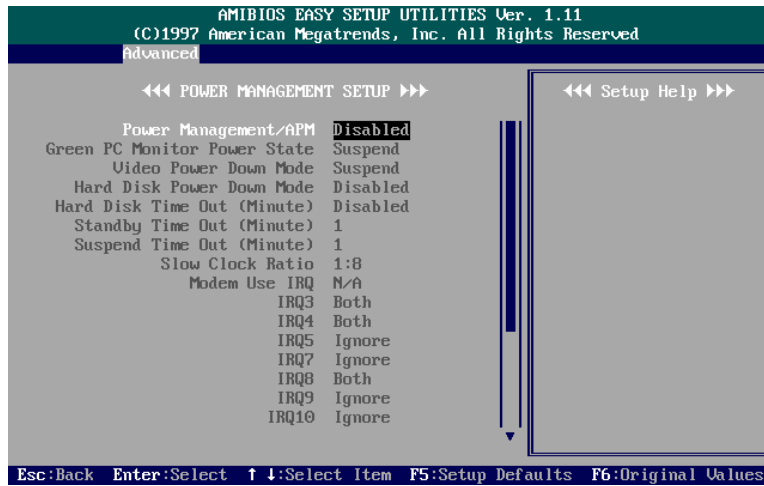 AMIBIOS EASY SETUP UTILITIES Ver. 1.11
(C)1997 American Megatrends, Inc. All Rights Reserved
Advanced
POWER MANAGEMENT SETUP
Power Management/APM Disabled
Green PC Monitor Power State Suspend
Video Power Down Mode Suspend
Hard Disk Power Down Mode Disabled
Hard Disk Time Out (Minute) Disabled
Standby Time Out (Minute) 1
Suspend Time Out (Minute) 1
Slow Clock Ratio 1:8
Modem Use IRQ N/A
IRQ3 Both
IRQ4 Both
IRQ5 Ignore
IRQ7 Ignore
IRQ8 Both
IRQ9 Ignore
IRQ10 Ignore
Setup Help
Esc:Back Enter:Select ↑ ↓:Select Item F5:Setup Defaults F6:Original Values